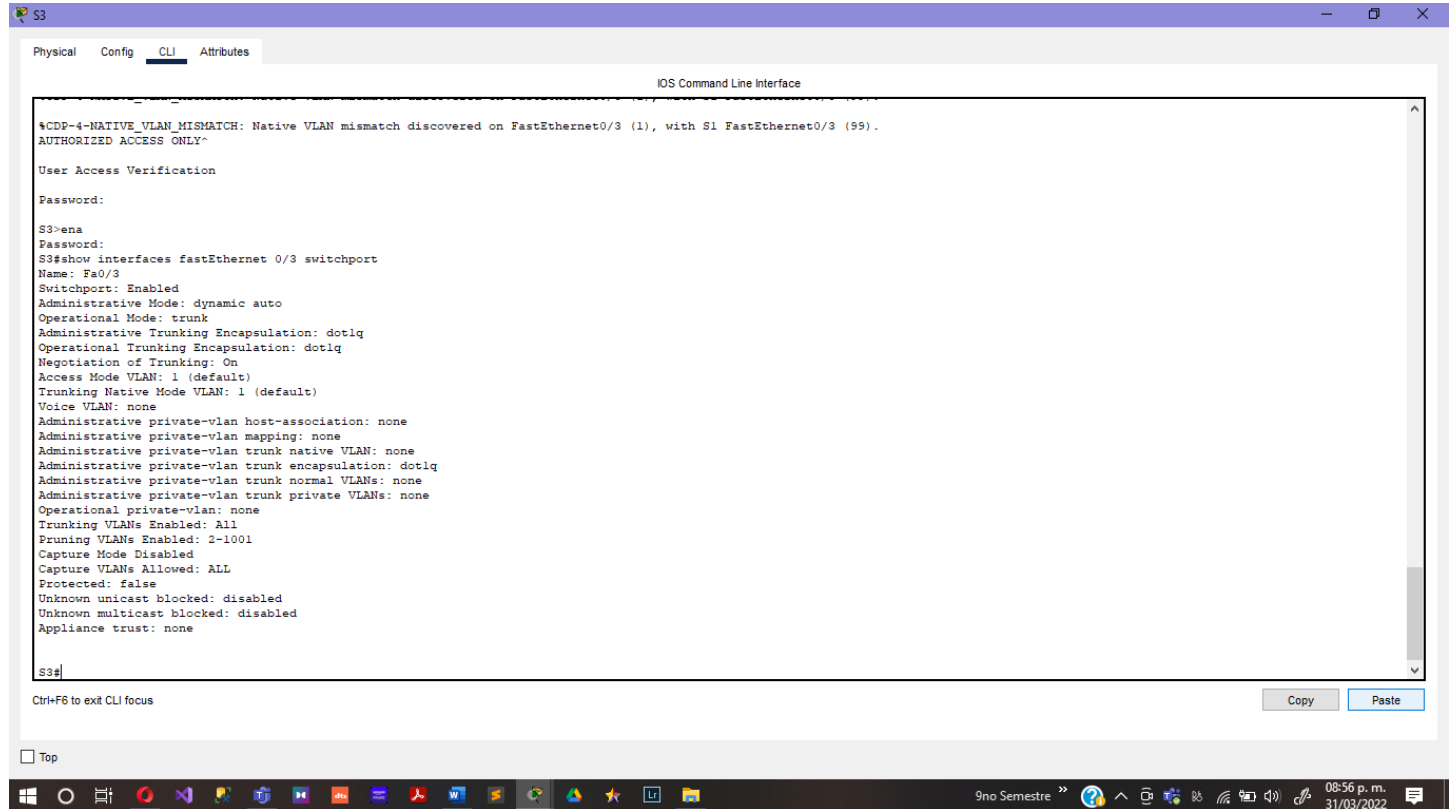 S3
Physical Config CLI Attributes
IOS Command Line Interface
%CDP-4-NATIVE_VLAN_MISMATCH: Native VLAN mismatch discovered on FastEthernet0/3 (1), with S1 FastEthernet0/3 (99).
AUTHORIZED ACCESS ONLY^
User Access Verification
Password:
S3>ena
Password:
S3#show interfaces fastEthernet 0/3 switchport
Name: Fa0/3
Switchport: Enabled
Administrative Mode: dynamic auto
Operational Mode: trunk
Administrative Trunking Encapsulation: dot1q
Operational Trunking Encapsulation: dot1q
Negotiation of Trunking: On
Access Mode VLAN: 1 (default)
Trunking Native Mode VLAN: 1 (default)
Voice VLAN: none
Administrative private-vlan host-association: none
Administrative private-vlan mapping: none
Administrative private-vlan trunk native VLAN: none
Administrative private-vlan trunk encapsulation: dot1q
Administrative private-vlan trunk normal VLANs: none
Administrative private-vlan trunk private VLANs: none
Operational private-vlan: none
Trunking VLANs Enabled: All
Pruning VLANs Enabled: 2-1001
Capture Mode Disabled
Capture VLANs Allowed: ALL
Protected: false
Unknown unicast blocked: disabled
Unknown multicast blocked: disabled
Appliance trust: none
S3#
Ctrl+F6 to exit CLI focus
Copy Paste
Top
9no Semestre
08:56 p. m.
31/03/2022